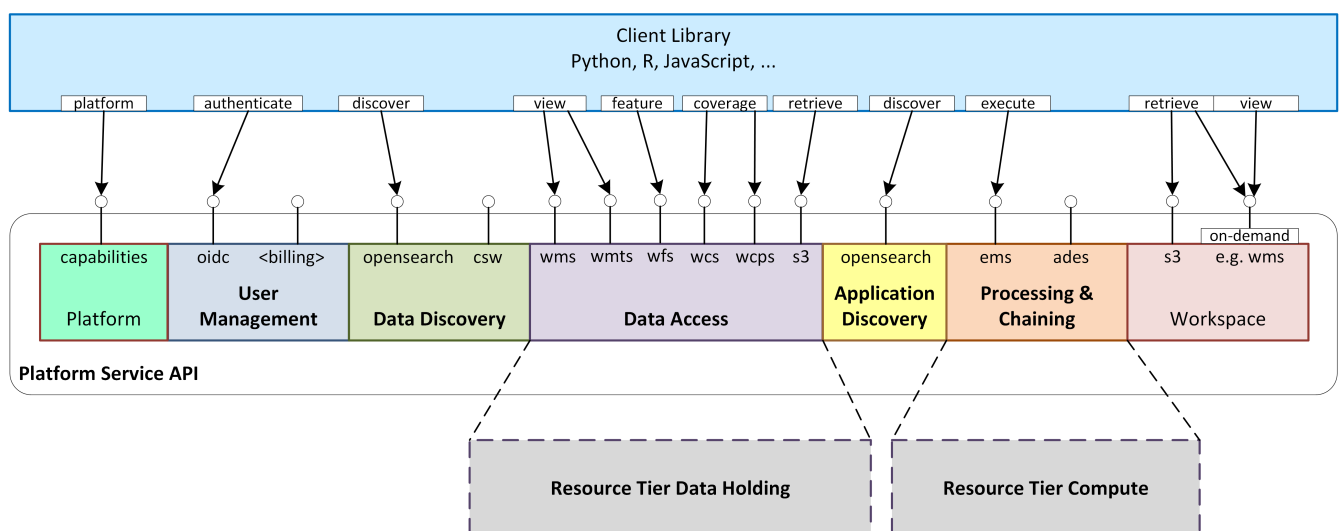 Client Library
Python, R, JavaScript, ...
platform authenticate discover view feature coverage retrieve discover execute retrieve view
on-demand
capabilities oidc <billing> opensearch csw wms wmts wfs wcs wcps s3 opensearch ems ades s3 e.g. wms
User Application Processing &
Platform Management Data Discovery Data Access Discovery Chaining Workspace
Platform Service API
Resource Tier Data Holding Resource Tier Compute